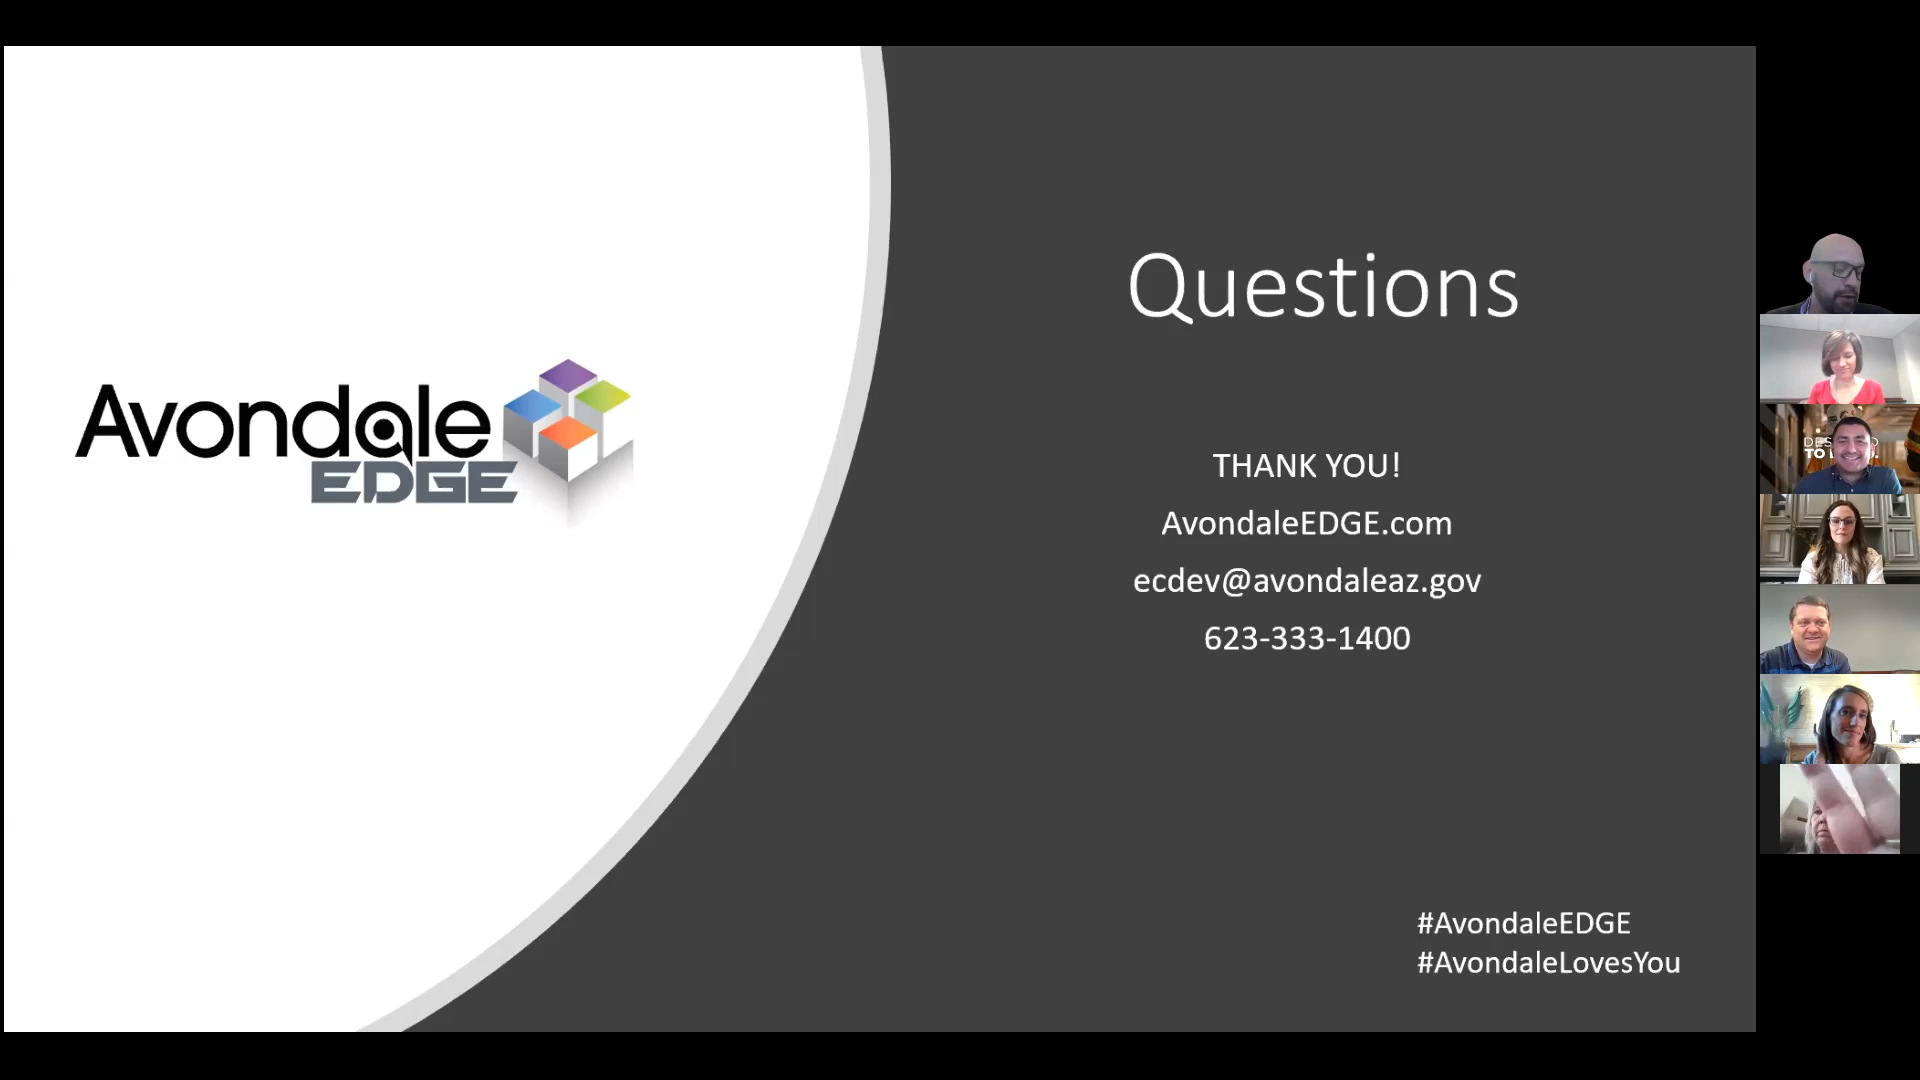 Avondale
EDGE
Questions
THANK YOU!
AvondaleEDGE.com
ecdev@avondaleaz.gov
623-333-1400
#AvondaleEDGE
#AvondaleLovesYou